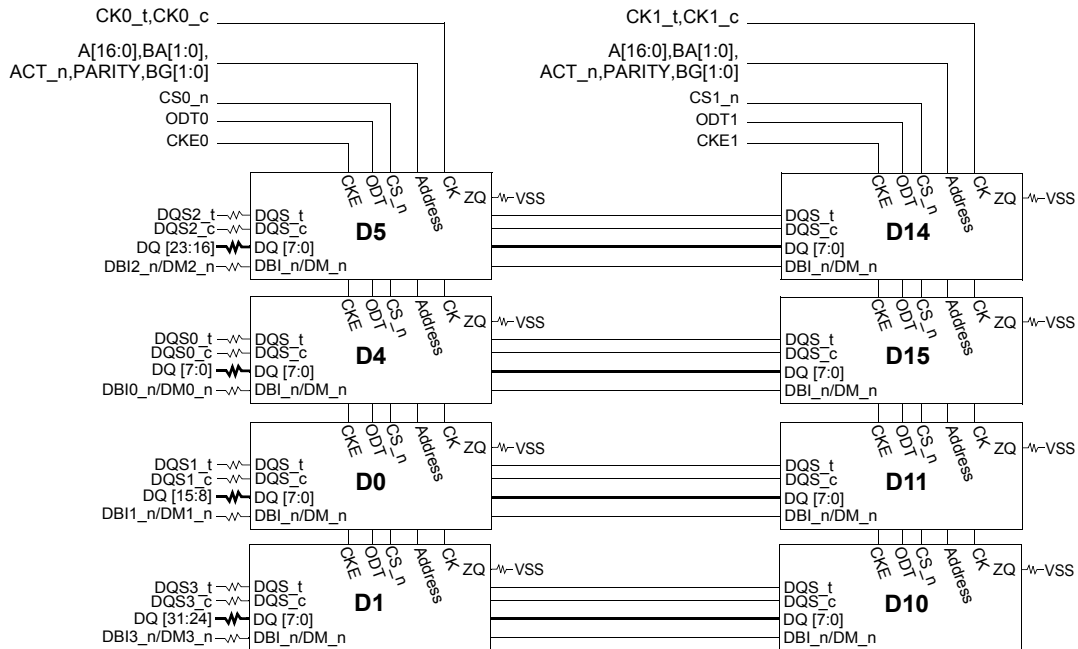 CK0_t,CK0_c
A[16:0],BA[1:0],
ACT_n,PARITY,BG[1:0]
CS0_n
ODT0
CKE0
CK1_t,CK1_c
A[16:0],BA[1:0],
ACT_n,PARITY,BG[1:0]
CS1_n
ODT1
CKE1
CKE
ODT
CS_n
Address
CK
ZQ
VSS
DQS2_t
DQS2_c
DQ [23:16]
DBI2_n/DM2_n
DQS_t
DQS_c
DQ [7:0]
DBI_n/DM_n
D5
CKE
ODT
CS_n
Address
CK
ZQ
VSS
DQS_t
DQS_c
DQ [7:0]
DBI_n/DM_n
D14
CKE
ODT
CS_n
Address
CK
ZQ
VSS
DQS0_t
DQS0_c
DQ [7:0]
DBI0_n/DM0_n
DQS_t
DQS_c
DQ [7:0]
DBI_n/DM_n
D4
CKE
ODT
CS_n
Address
CK
ZQ
VSS
DQS_t
DQS_c
DQ [7:0]
DBI_n/DM_n
D15
CKE
ODT
CS_n
Address
CK
ZQ
VSS
DQS1_t
DQS1_c
DQ [15:8]
DBI1_n/DM1_n
DQS_t
DQS_c
DQ [7:0]
DBI_n/DM_n
D0
CKE
ODT
CS_n
Address
CK
ZQ
VSS
DQS_t
DQS_c
DQ [7:0]
DBI_n/DM_n
D11
CKE
ODT
CS_n
Address
CK
ZQ
VSS
DQS3_t
DQS3_c
DQ [31:24]
DBI3_n/DM3_n
DQS_t
DQS_c
DQ [7:0]
DBI_n/DM_n
D1
CKE
ODT
CS_n
Address
CK
ZQ
VSS
DQS_t
DQS_c
DQ [7:0]
DBI_n/DM_n
D10